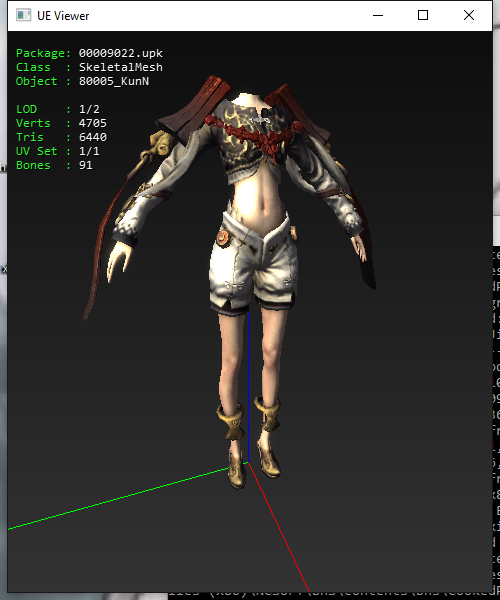 UE Viewer
Package: 00009022.upk
Class : SkeletalMesh
Object : 80005_KunN
LOD : 1/2
Verts : 4705
Tris : 6440
UV Set : 1/1
Bones : 91